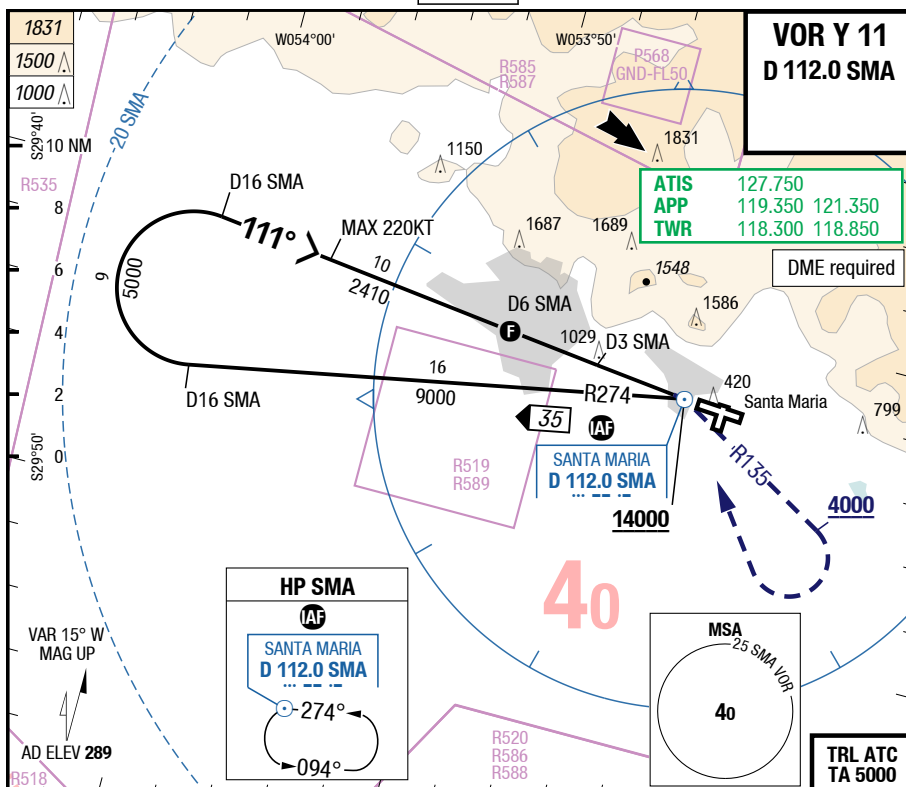 1831
1500
1000
W054°00'
W053°50'
VOR Y 11
D 112.0 SMA
R585
R587
P568
GND-FL50
20 SMA
S29°40'
10 NM
R535
8
6
4
2
0
S29°50'
1150
1831
ATIS 127.750
APP 119.350 121.350
TWR 118.300 118.850
DME required
D16 SMA
111°
MAX 220KT
1687
1689
1548
1586
9
5000
10
2410
D6 SMA
F
1029
D3 SMA
D16 SMA
16
9000
R274
420
Santa Maria
799
35
IAF
SANTA MARIA
D 112.0 SMA
R519
R589
14000
R135
4000
40
HP SMA
IAF
SANTA MARIA
D 112.0 SMA
274°
094°
VAR 15° W
MAG UP
AD ELEV 289
R518
R520
R586
R588
MSA
25 SMA VOR
40
TRL ATC
TA 5000